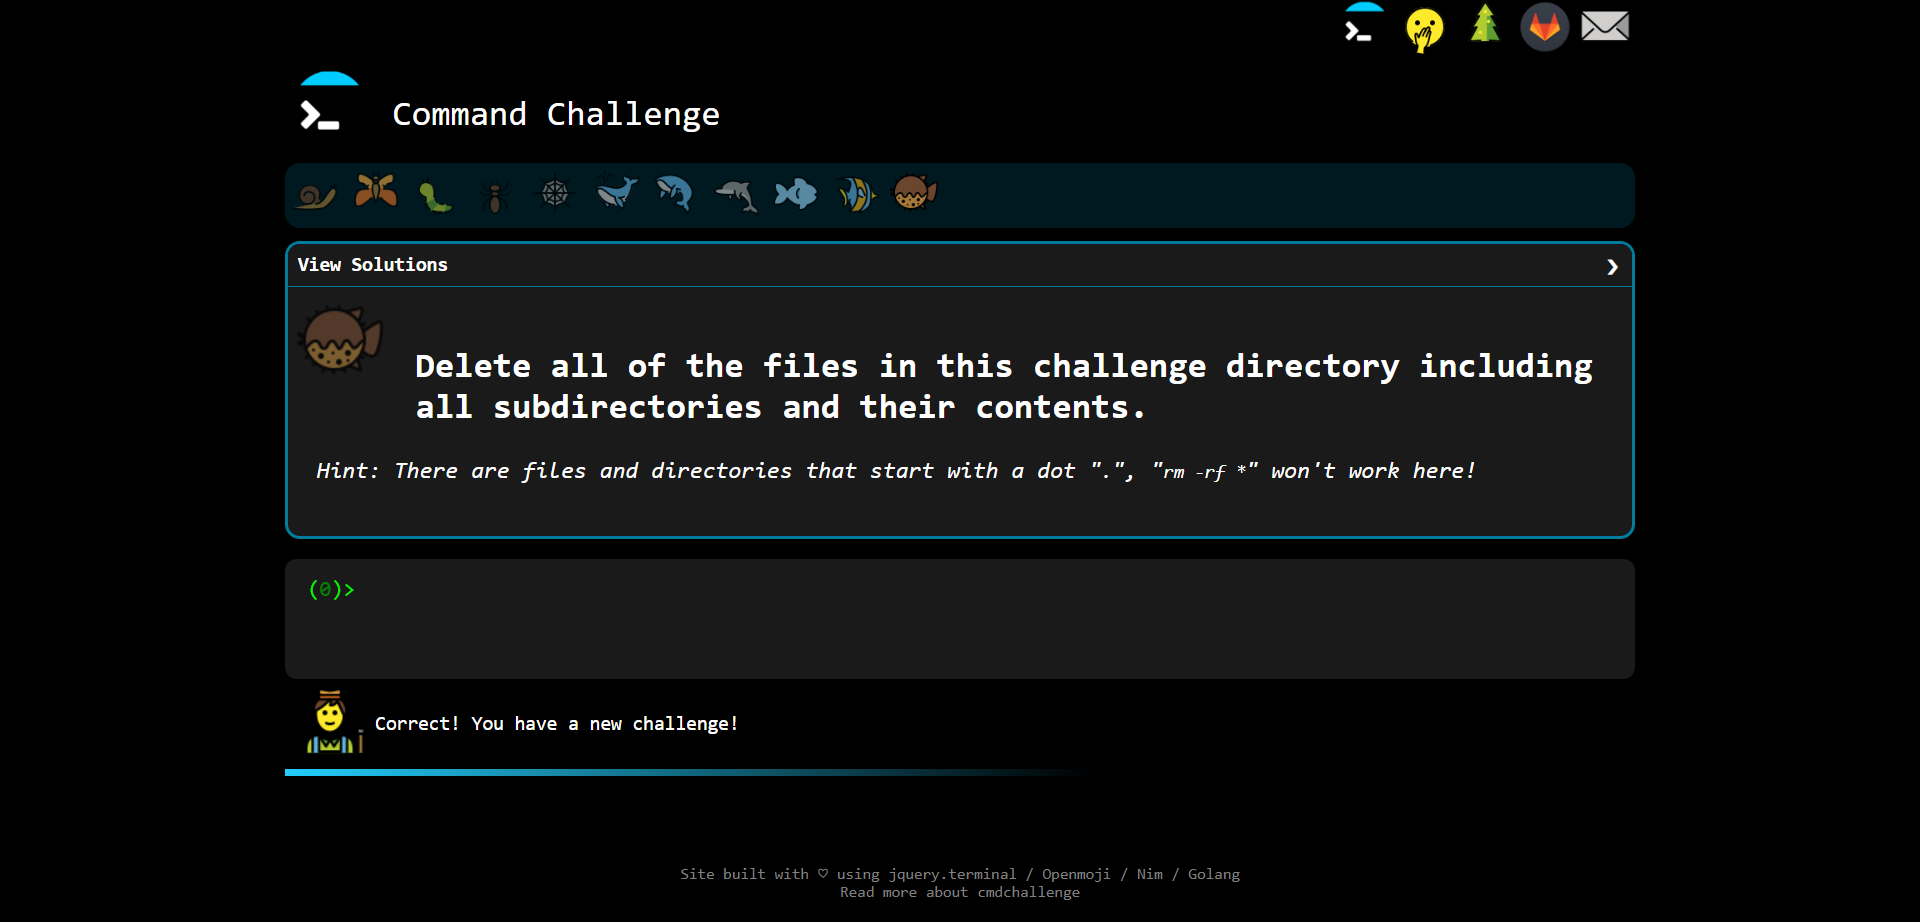 Command Challenge
View Solutions
Delete all of the files in this challenge directory including
all subdirectories and their contents.
Hint: There are files and directories that start with a dot ".", "rm -rf *" won't work here!
(0)>
Correct! You have a new challenge!
Site built with ♡ using jquery.terminal / Openmoji / Nim / Golang
Read more about cmdchallenge